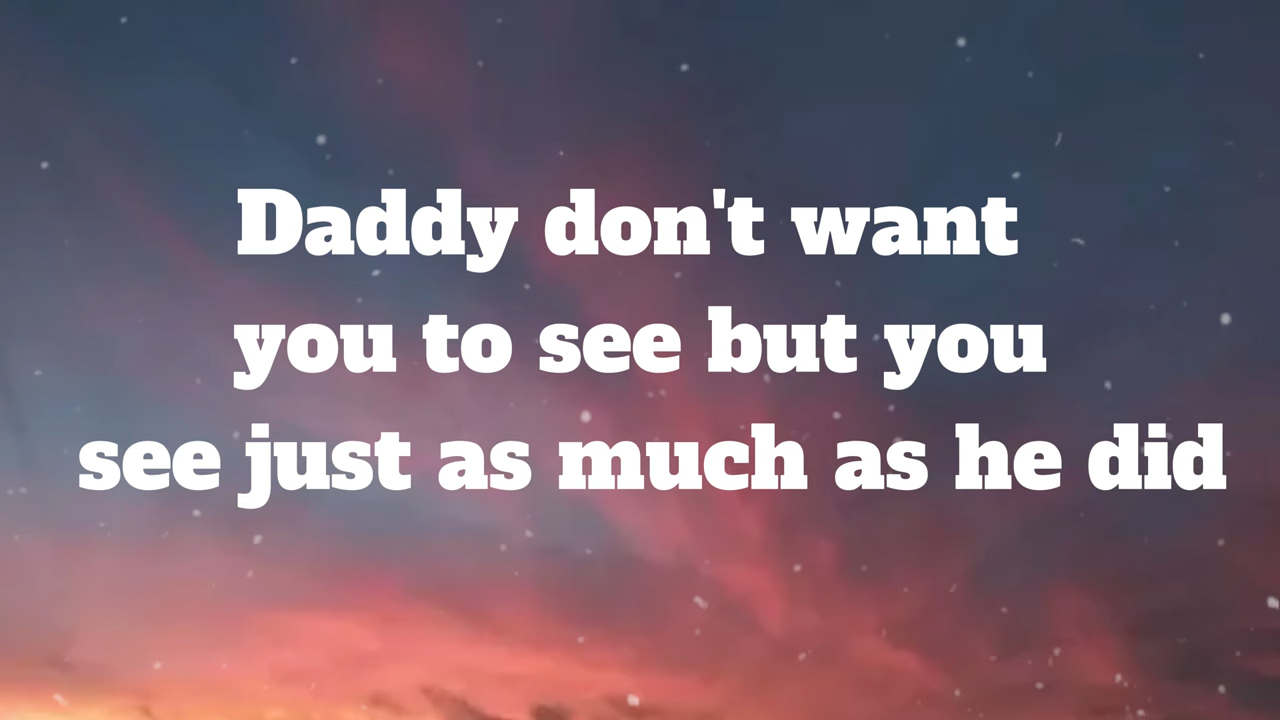 Daddy don't want
you to see but you
see just as much as he did